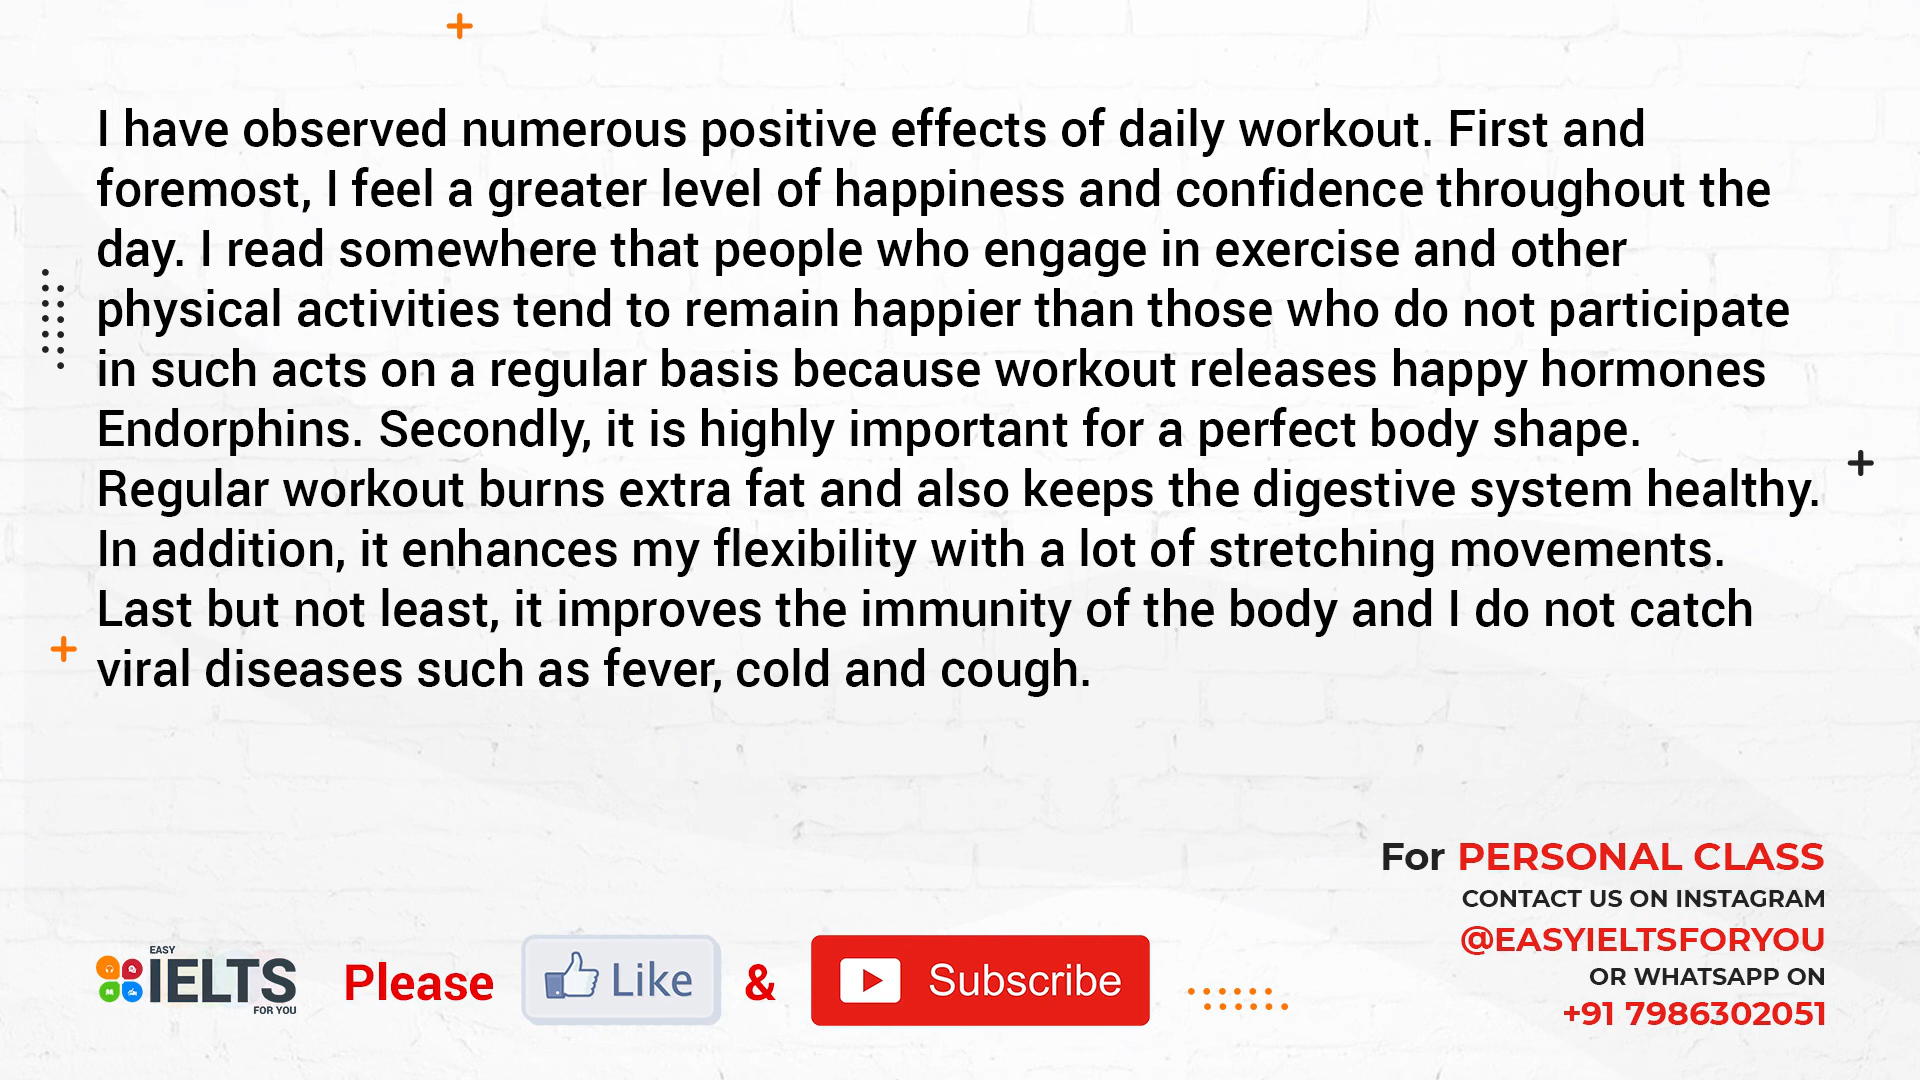 I have observed numerous positive effects of daily workout. First and
foremost, I feel a greater level of happiness and confidence throughout the
day. I read somewhere that people who engage in exercise and other
physical activities tend to remain happier than those who do not participate
in such acts on a regular basis because workout releases happy hormones
Endorphins. Secondly, it is highly important for a perfect body shape.
Regular workout burns extra fat and also keeps the digestive system healthy.
In addition, it enhances my flexibility with a lot of stretching movements.
Last but not least, it improves the immunity of the body and I do not catch
viral diseases such as fever, cold and cough.
For PERSONAL CLASS
CONTACT US ON INSTAGRAM
@EASYIELTSFORYOU
OR WHATSAPP ON
+91 7986302051
EASY
IELTS
FOR YOU
Please Like & Subscribe